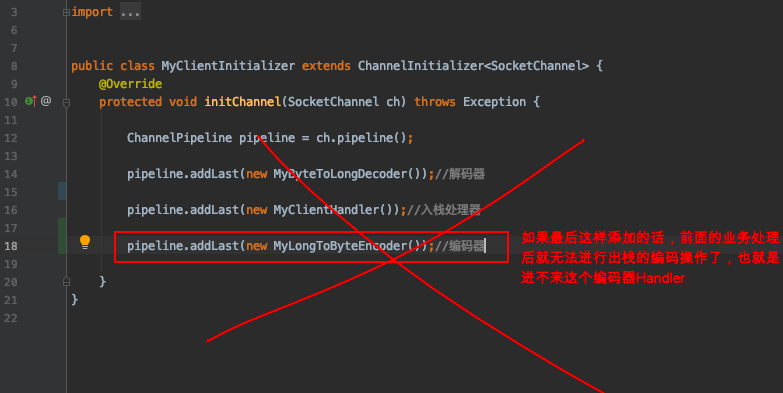 3 import ...
6
7
8 public class MyClientInitializer extends ChannelInitializer<SocketChannel> {
9 @Override
10 @ protected void initChannel(SocketChannel ch) throws Exception {
11
12 ChannelPipeline pipeline = ch.pipeline();
13
14 pipeline.addLast(new MyByteToLongDecoder());//解码器
15
16 pipeline.addLast(new MyClientHandler());//入栈处理器
17
18 pipeline.addLast(new MyLongToByteEncoder());//编码器
如果最后这样添加的话，前面的业务处理
后就无法进行出栈的编码操作了，也就是
进不来这个编码器Handler
19
20 }
21 }
22